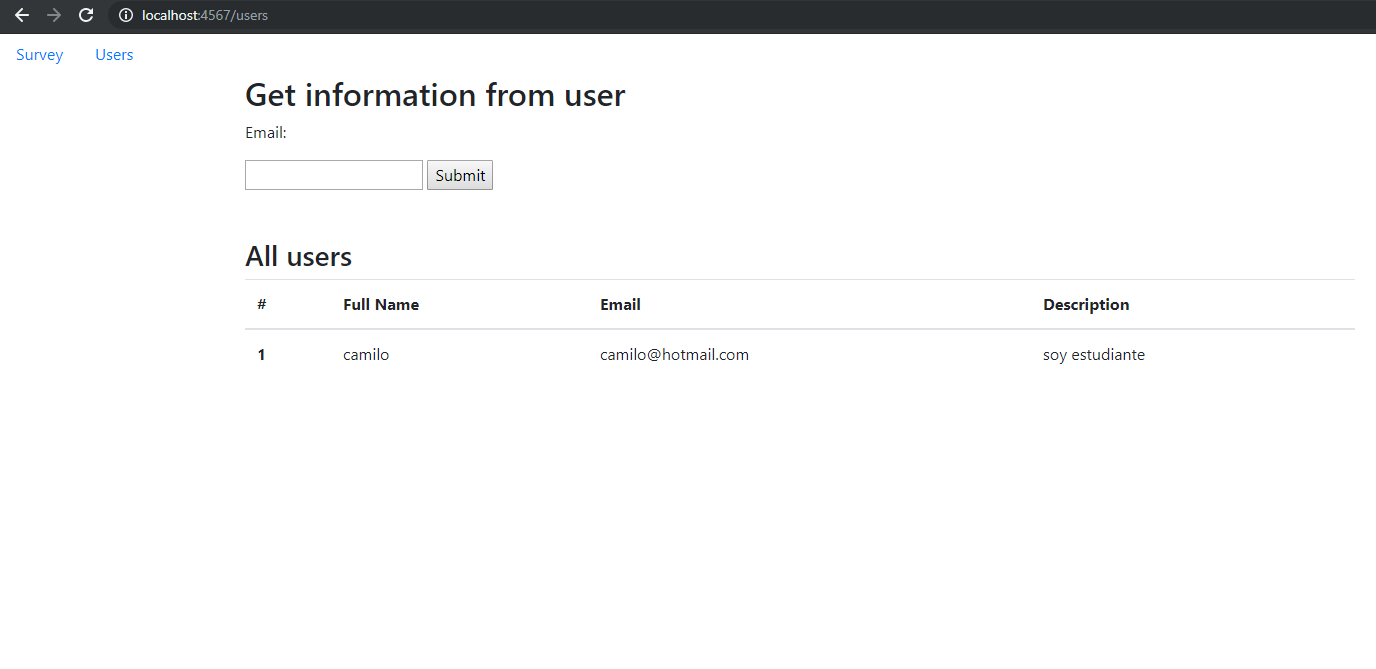 localhost:4567/users
Survey Users
Get information from user
Email:
Submit
All users
# Full Name Email Description
1 camilo camilo@hotmail.com soy estudiante